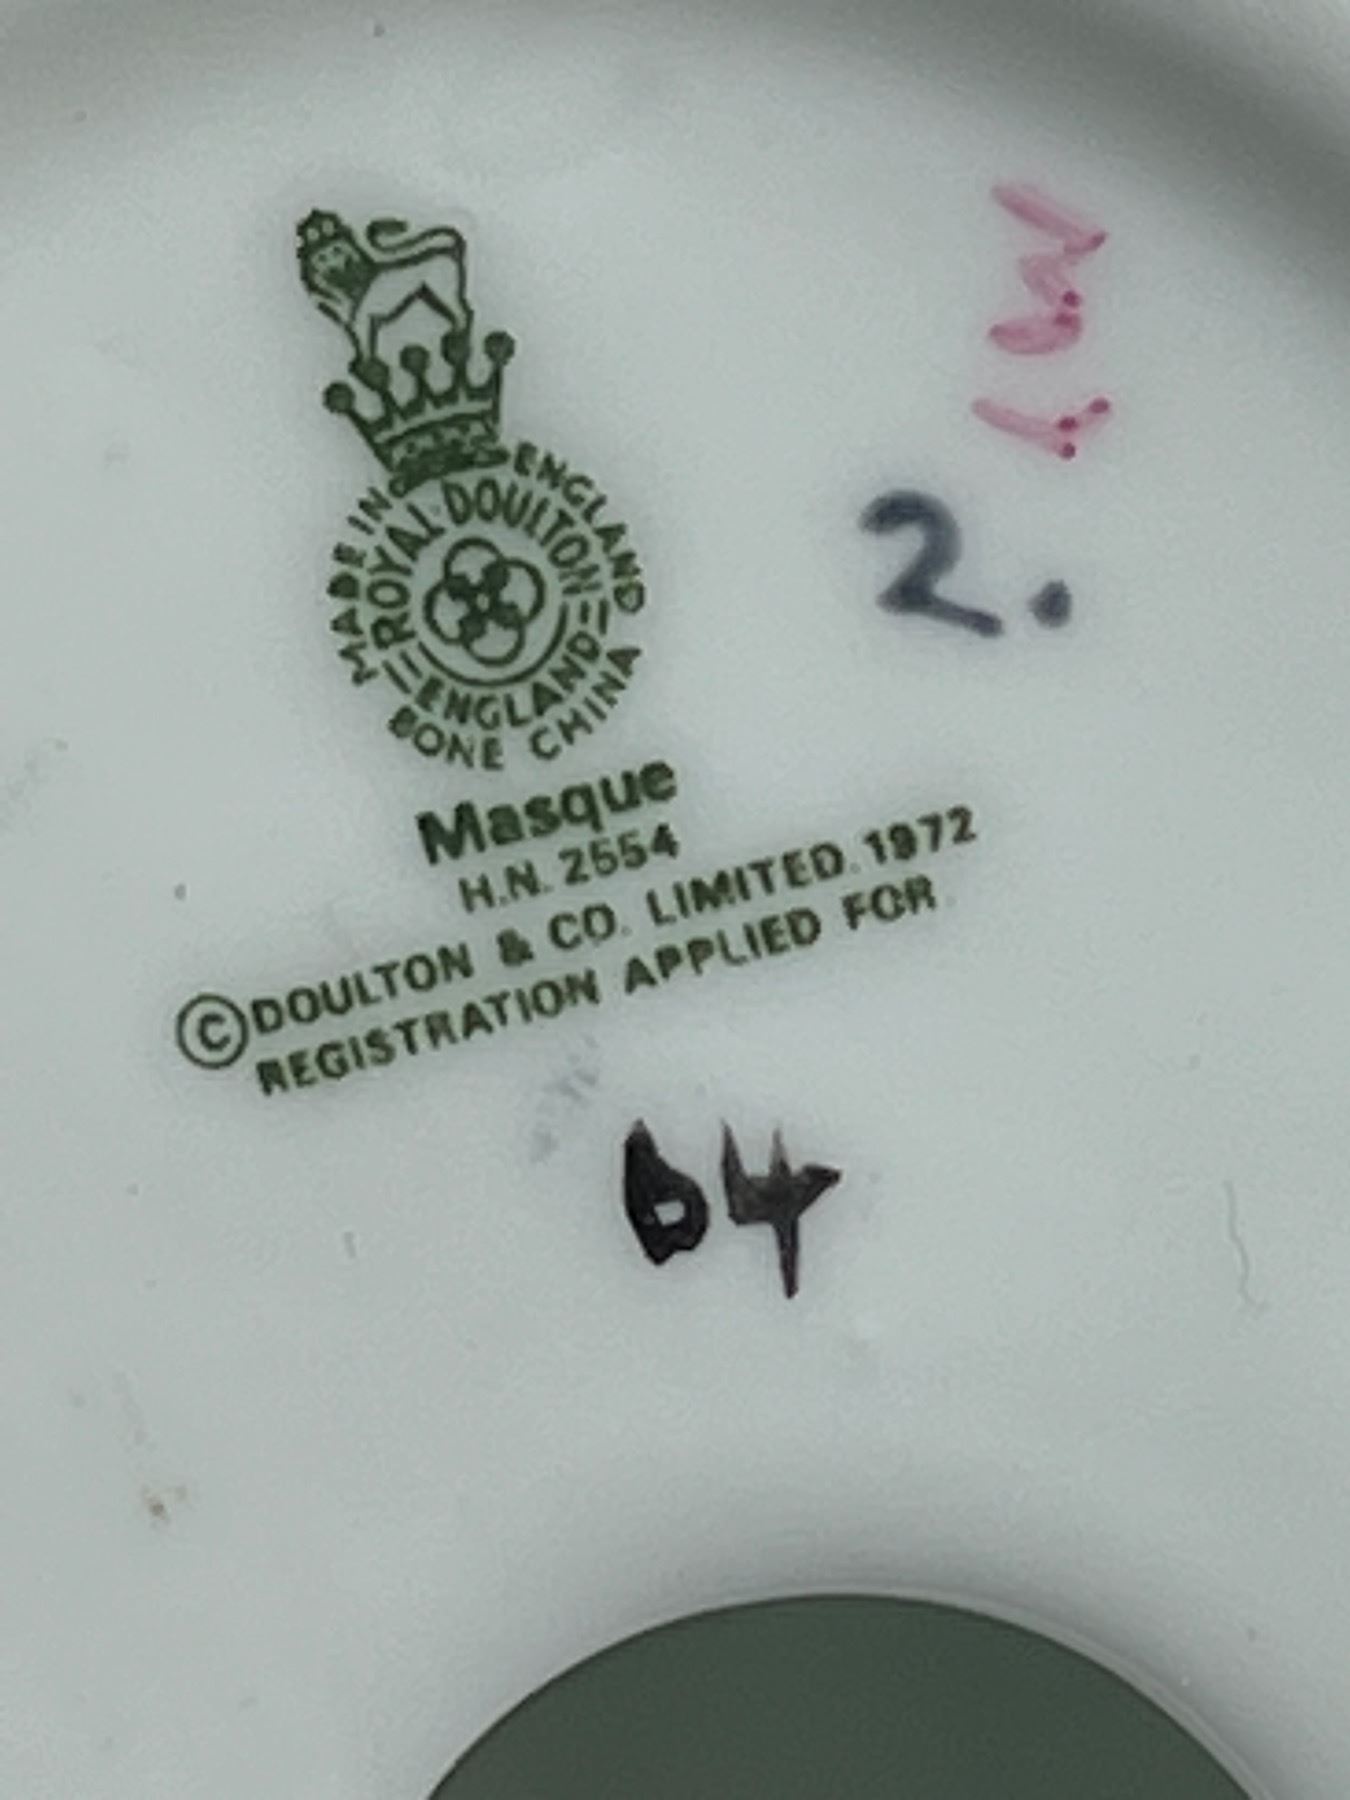 MADE IN ENGLAND
ROYAL DOULTON
ENGLAND
BONE CHINA
Masque
H.N. 2554
© DOULTON & CO. LIMITED. 1972
REGISTRATION APPLIED FOR
2.